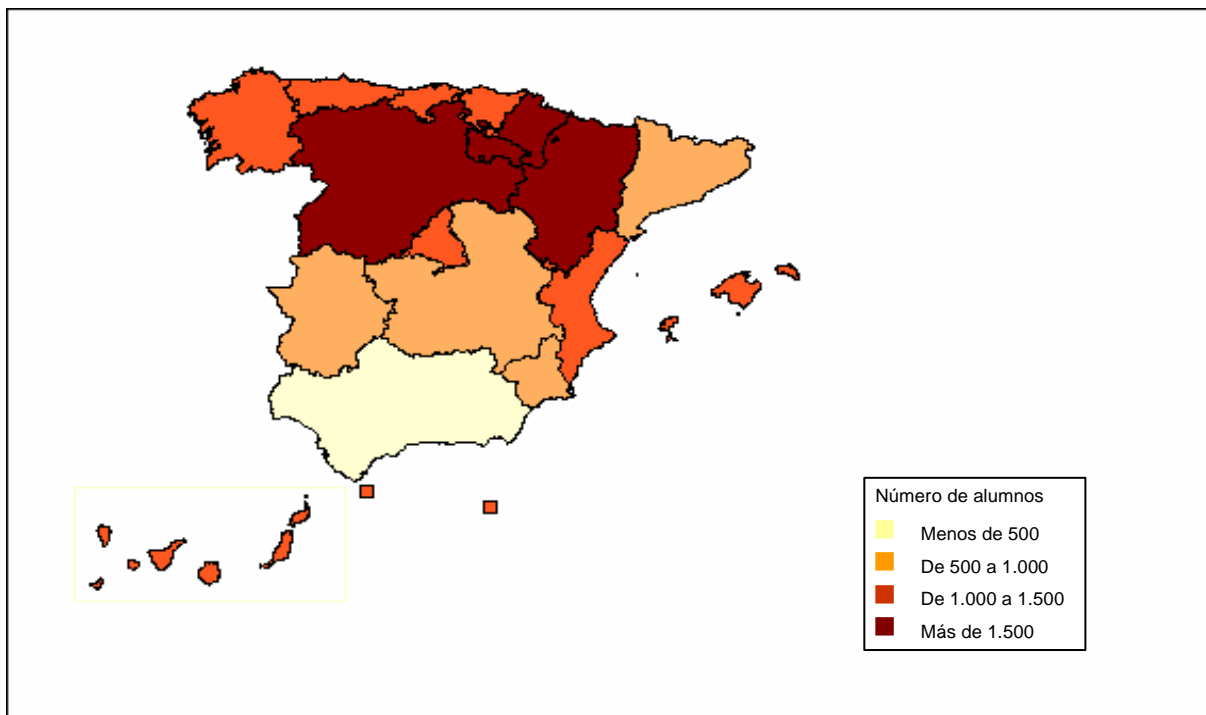 Número de alumnos
Menos de 500
De 500 a 1.000
De 1.000 a 1.500
Más de 1.500